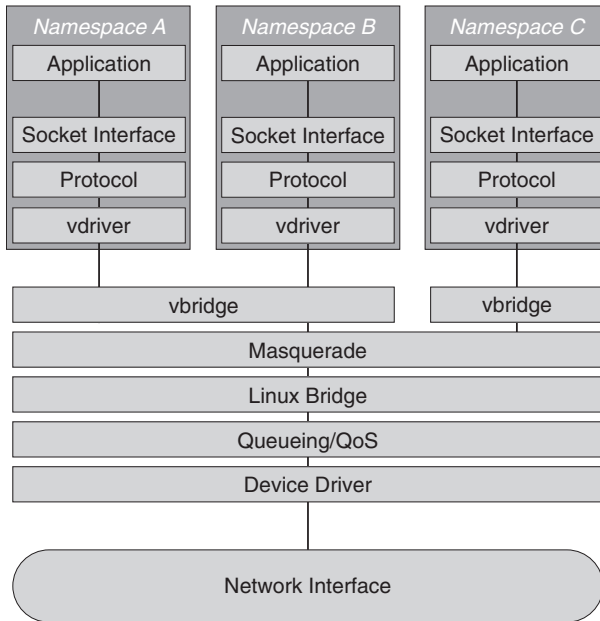 Namespace A
Namespace B
Namespace C
Application
Application
Application
Socket Interface
Socket Interface
Socket Interface
Protocol
Protocol
Protocol
vdriver
vdriver
vdriver
vbridge
vbridge
Masquerade
Linux Bridge
Queueing/QoS
Device Driver
Network Interface